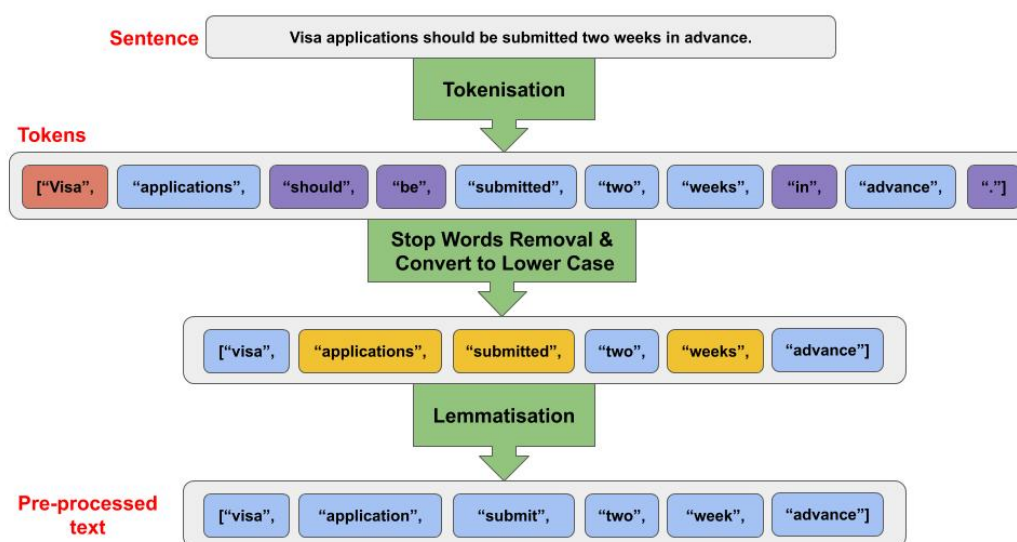 Sentence
Visa applications should be submitted two weeks in advance.
Tokenisation
Tokens
[“Visa”, “applications”, “should”, “be”, “submitted”, “two”, “weeks”, “in”, “advance”, “.”]
Stop Words Removal &
Convert to Lower Case
[“visa”, “applications”, “submitted”, “two”, “weeks”, “advance”]
Lemmatisation
Pre-processed
text
[“visa”, “application”, “submit”, “two”, “week”, “advance”]